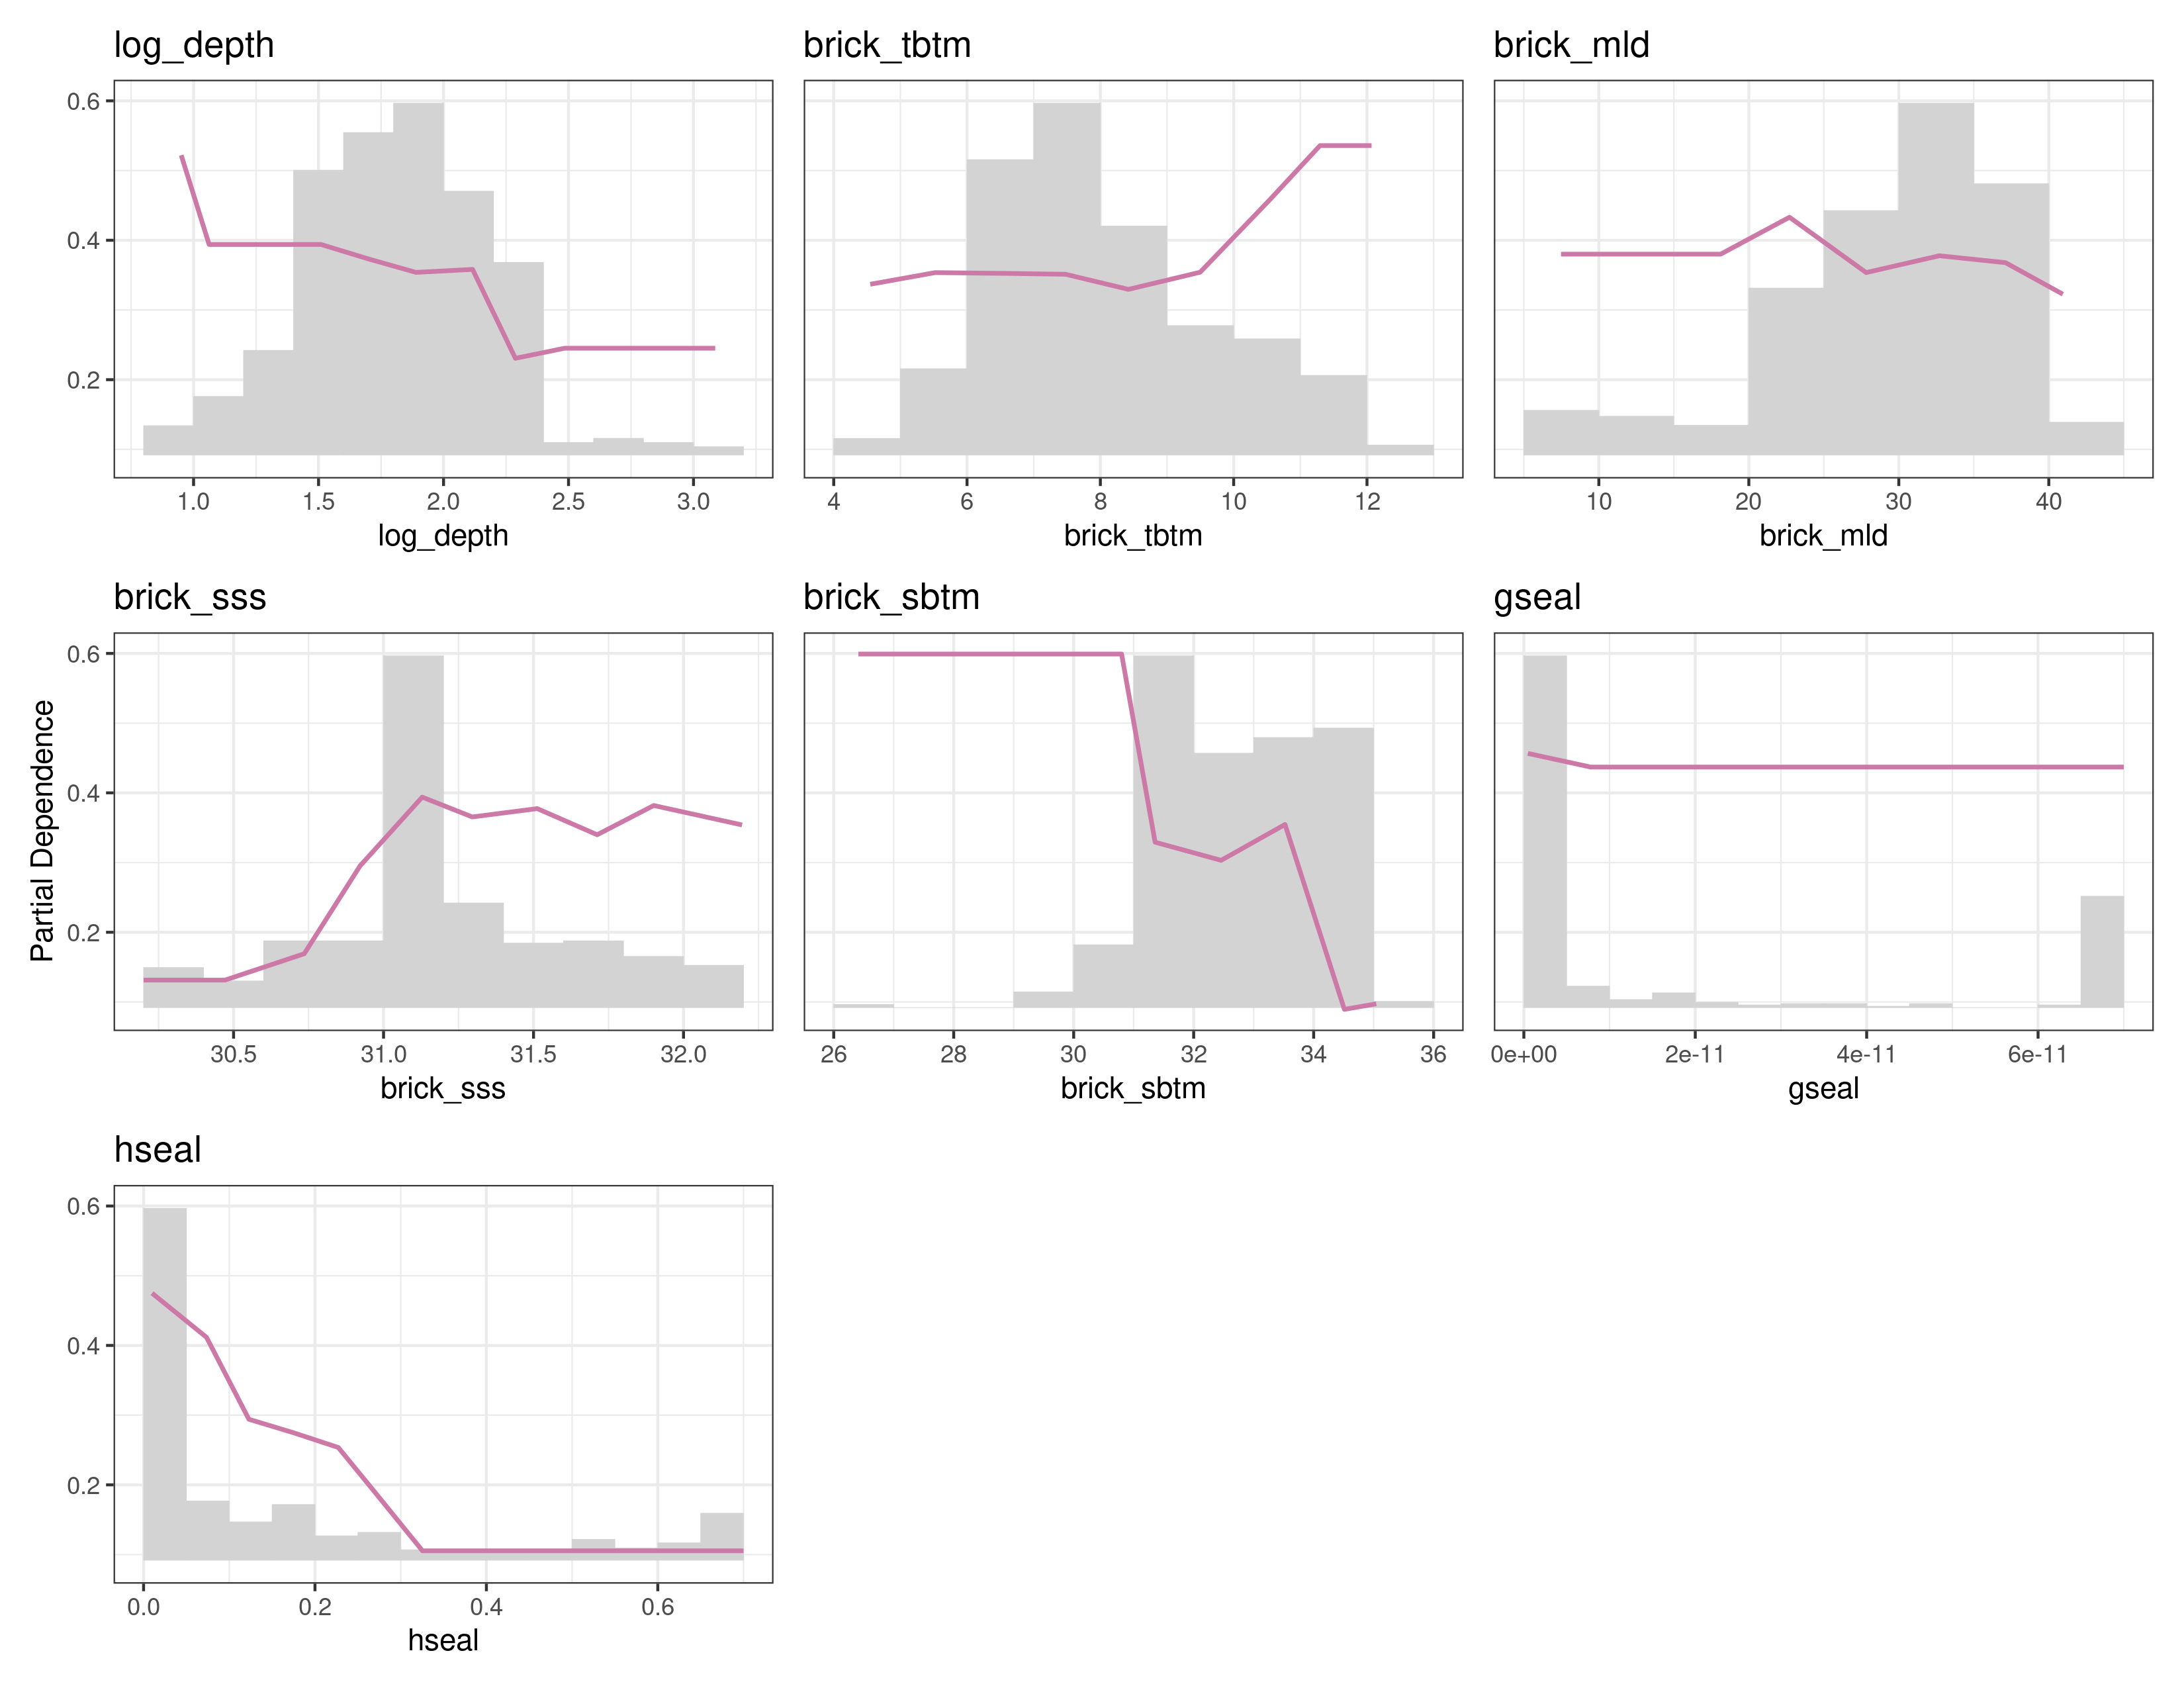 log_depth
brick_tbtm
brick_mld
0.6
0.4
0.2
1.0 1.5 2.0 2.5 3.0
4 6 8 10 12
10 20 30 40
log_depth
brick_tbtm
brick_mld
brick_sss
brick_sbtm
gseal
Partial Dependence
0.6
0.4
0.2
30.5 31.0 31.5 32.0
26 28 30 32 34 36
0e+00 2e-11 4e-11 6e-11
brick_sss
brick_sbtm
gseal
hseal
0.6
0.4
0.2
0.0 0.2 0.4 0.6
hseal